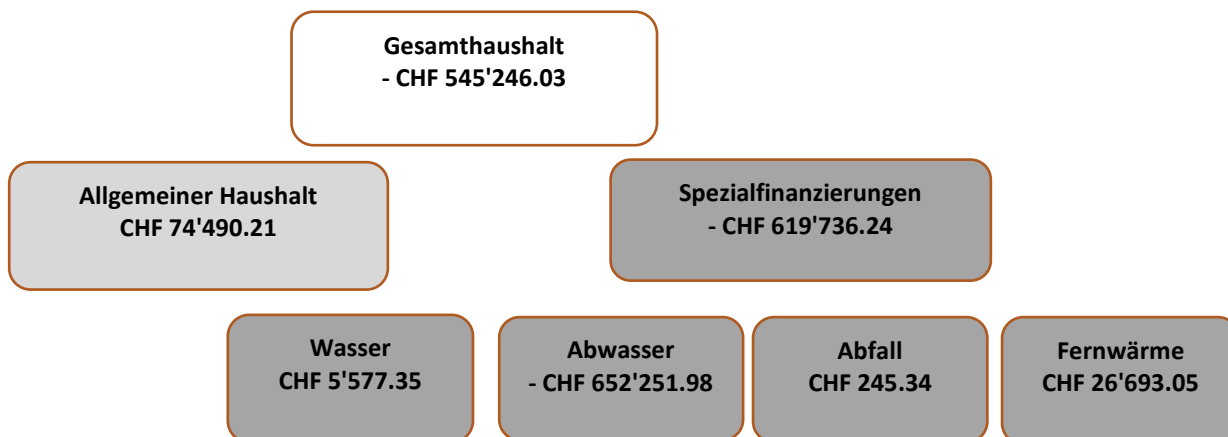 Gesamthaushalt
- CHF 545'246.03
Allgemeiner Haushalt
CHF 74'490.21
Spezialfinanzierungen
- CHF 619'736.24
Wasser
CHF 5'577.35
Abwasser
- CHF 652'251.98
Abfall
CHF 245.34
Fernwärme
CHF 26'693.05